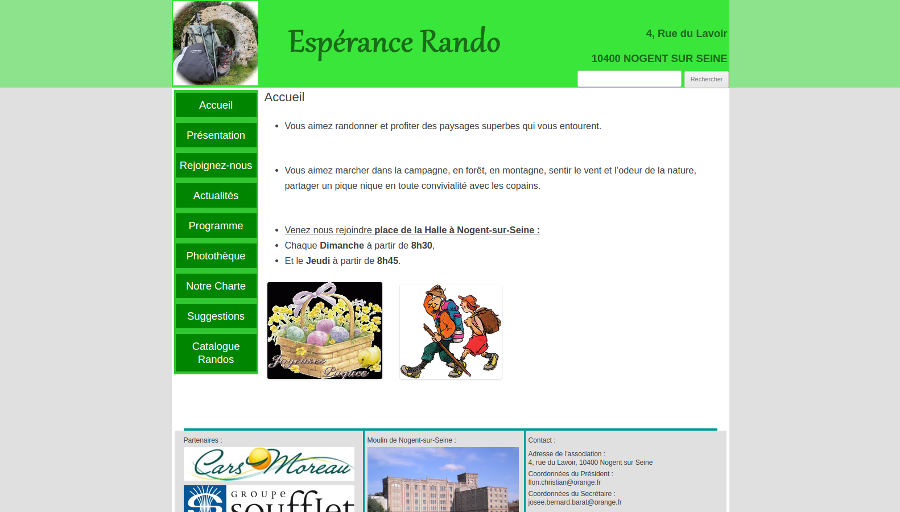 Espérance Rando
4, Rue du Lavoir
10400 NOGENT SUR SEINE
Rechercher
Accueil
Présentation
Rejoignez-nous
Actualités
Programme
Photothèque
Notre Charte
Suggestions
Catalogue
Randos
Accueil
Vous aimez randonner et profiter des paysages superbes qui vous entourent.
Vous aimez marcher dans la campagne, en forêt, en montagne, sentir le vent et l'odeur de la nature,
partager un pique nique en toute convivialité avec les copains.
Venez nous rejoindre place de la Halle à Nogent-sur-Seine :
Chaque Dimanche à partir de 8h30,
Et le Jeudi à partir de 8h45.
Joyeuses
Pâques
Partenaires :
Cars Moreau
GROUPE
soufflet
Moulin de Nogent-sur-Seine :
Contact :
Adresse de l'association :
4, rue du Lavoir, 10400 Nogent sur Seine
Coordonnées du Président :
Coordonnées du Secrétaire :
josee.bernard.barat@orange.fr